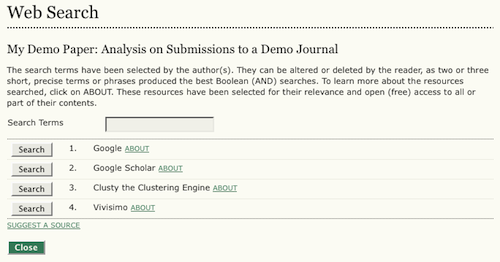 Web Search
My Demo Paper: Analysis on Submissions to a Demo Journal
The search terms have been selected by the author(s). They can be altered or deleted by the reader, as two or three
short, precise terms or phrases produced the best Boolean (AND) searches. To learn more about the resources
searched, click on ABOUT. These resources have been selected for their relevance and open (free) access to all or
part of their contents.
Search Terms
Search 1. Google ABOUT
Search 2. Google Scholar ABOUT
Search 3. Clusty the Clustering Engine ABOUT
Search 4. Vivisimo ABOUT
SUGGEST A SOURCE
Close